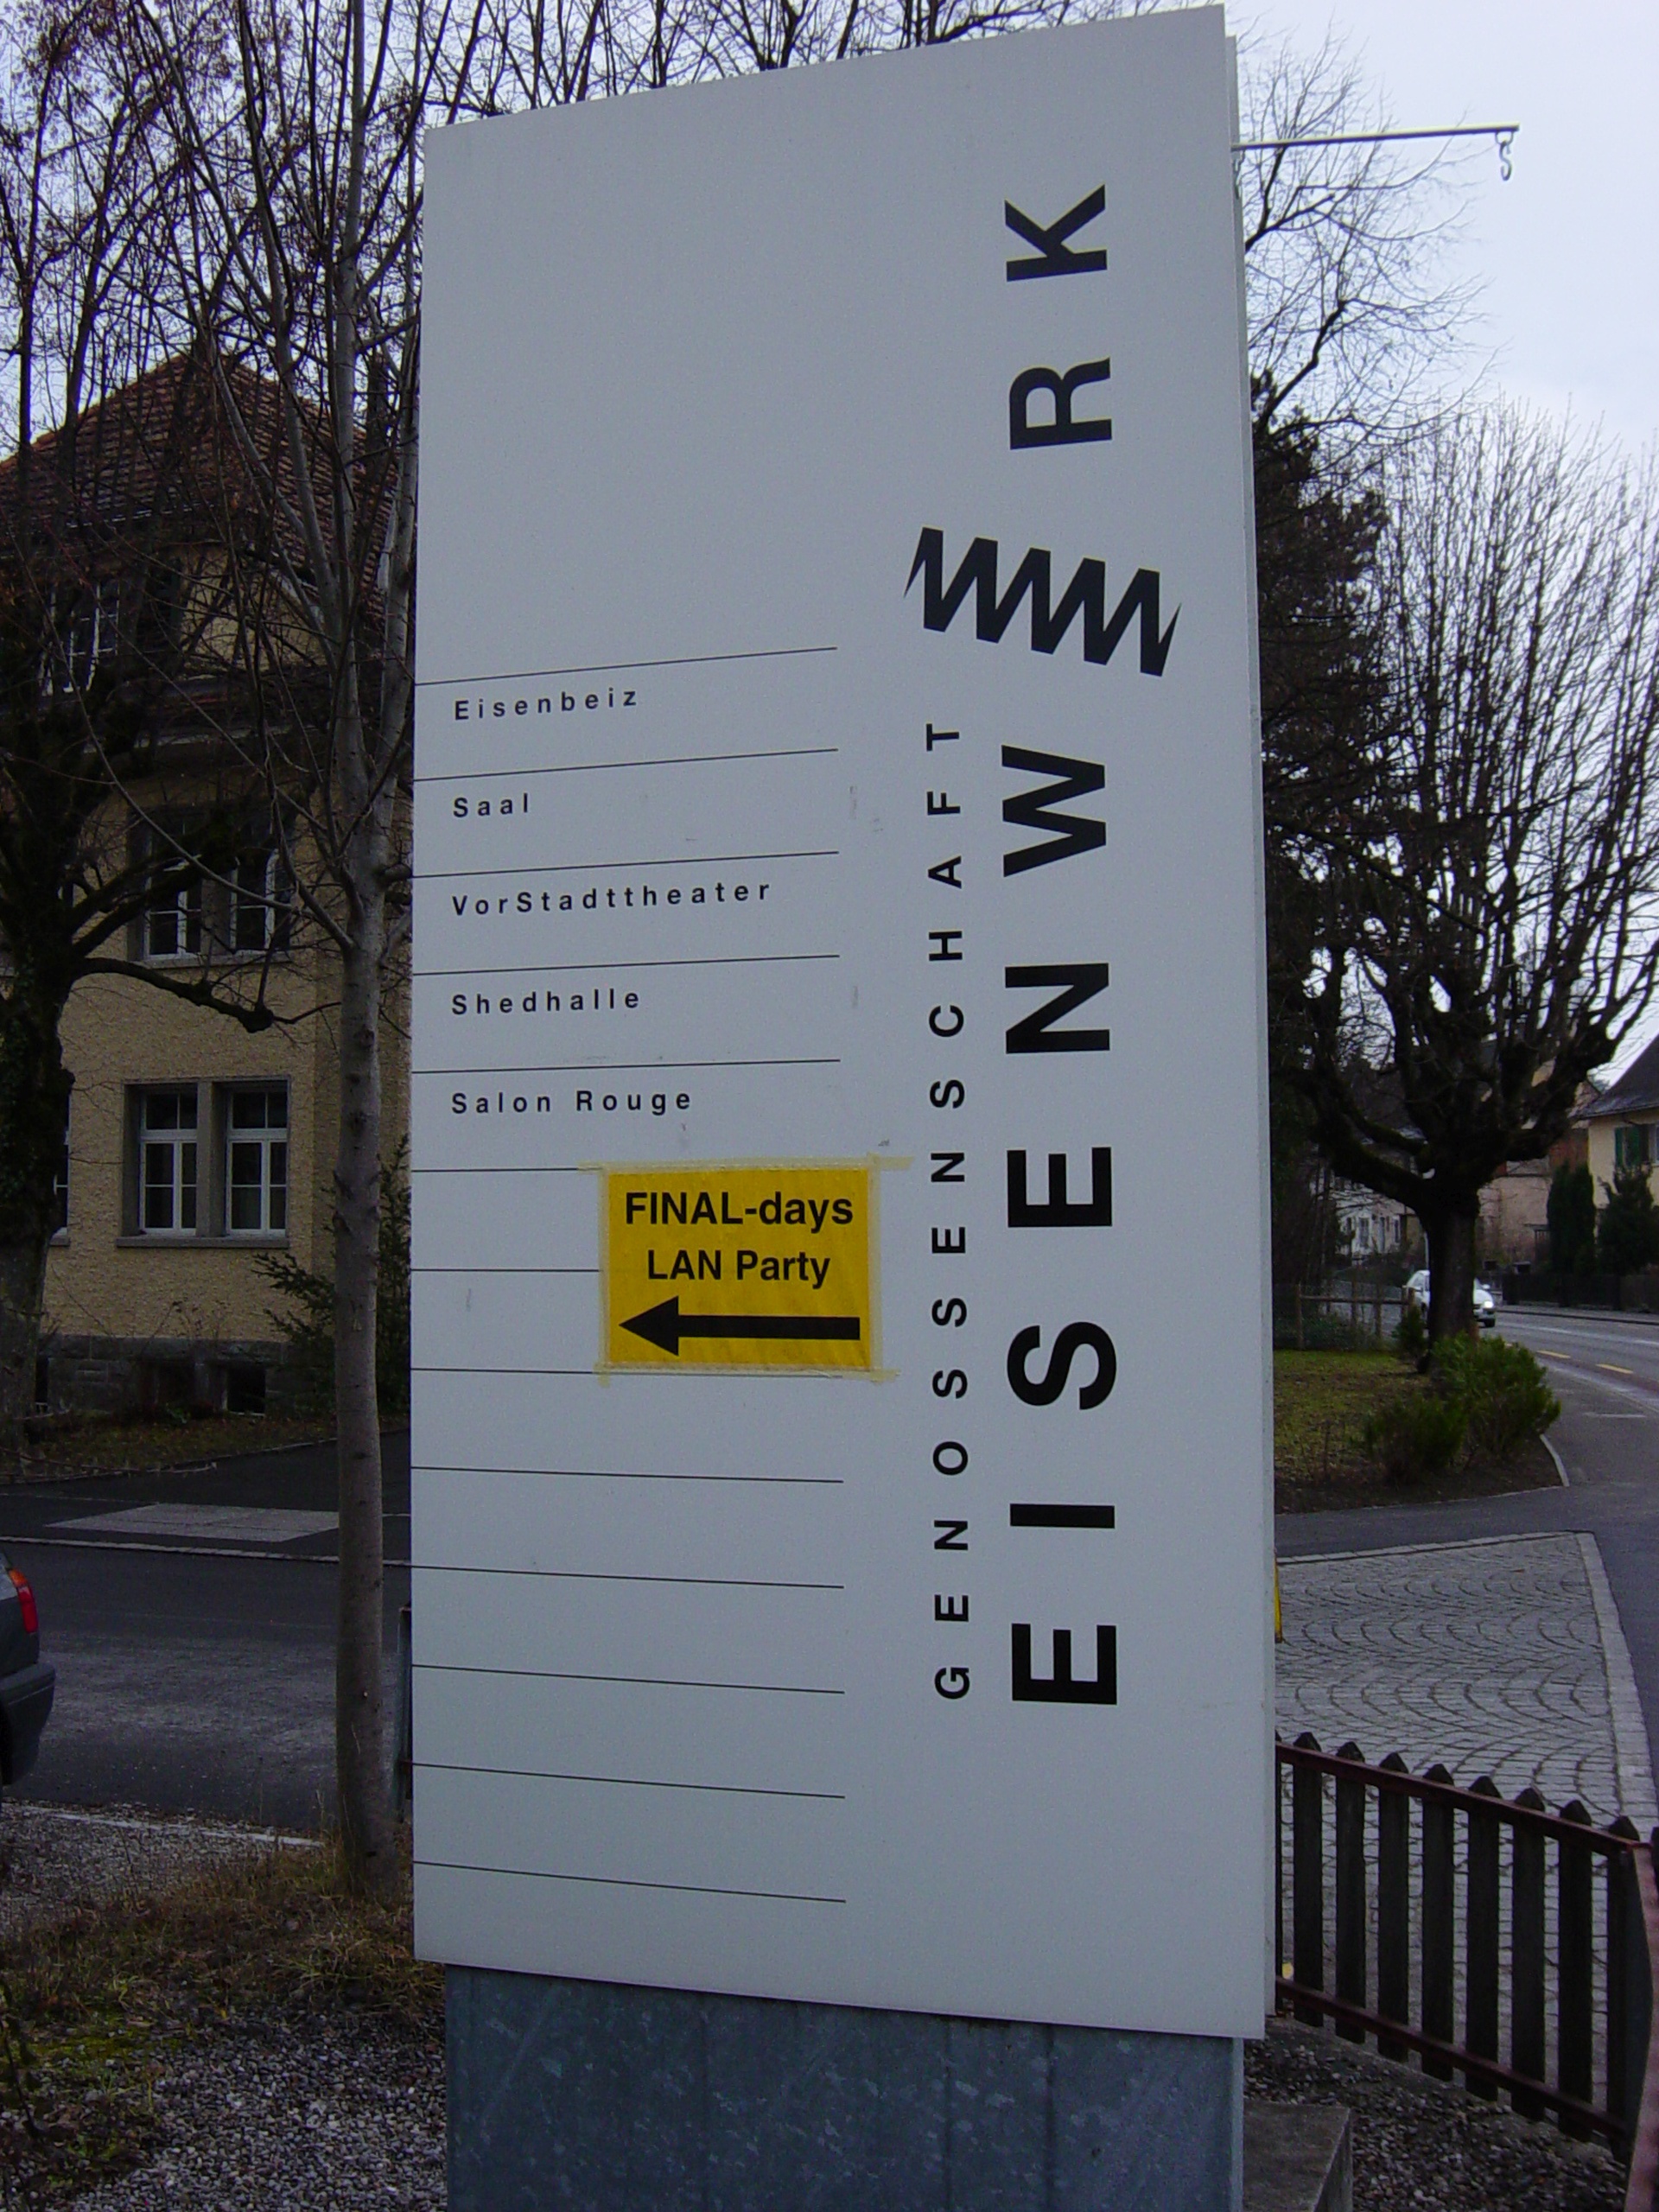 Eisenbeiz
Saal
VorStadttheater
Shedhalle
Salon Rouge
FINAL-days
LAN Party
GENOSSENSCHAFT
EISENWERK